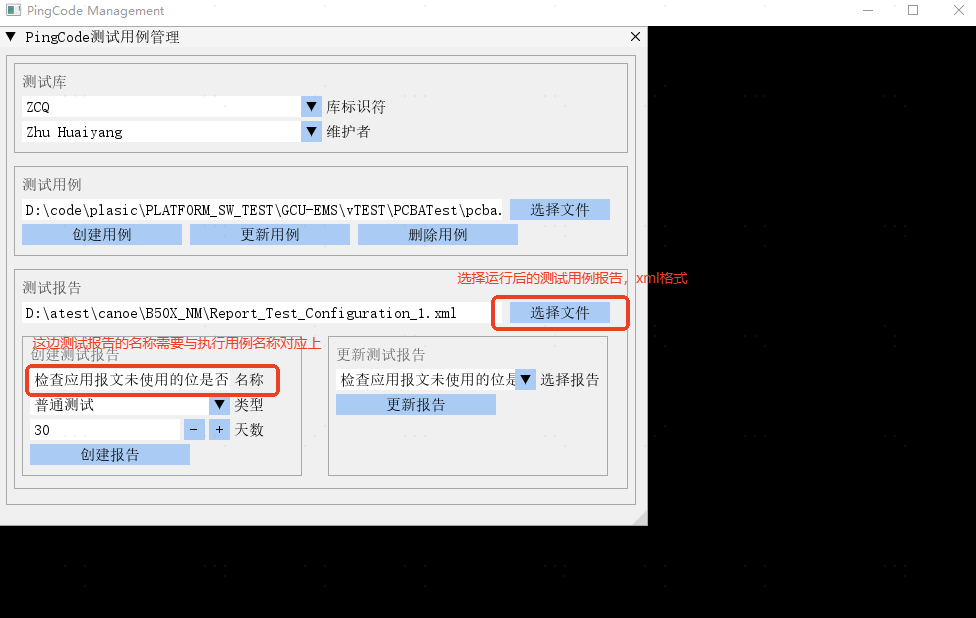 PingCode Management
PingCode测试用例管理
测试库
ZCQ 库标识符
Zhu Huaiyang 维护者
测试用例
D:\code\plasic\PLATFORM_SW_TEST\GCU-EMS\vTEST\PCBATest\pcba. 选择文件
创建用例 更新用例 删除用例
选择运行后的测试用例报告，xml格式
测试报告
D:\atest\canoe\B50X_NM\Report_Test_Configuration_1.xml 选择文件
这边测试报告的名称需要与执行用例名称对应上
创建测试报告 更新测试报告
检查应用报文未使用的位是否 名称 检查应用报文未使用的位是 选择报告
普通测试 类型 更新报告
30 - + 天数
创建报告